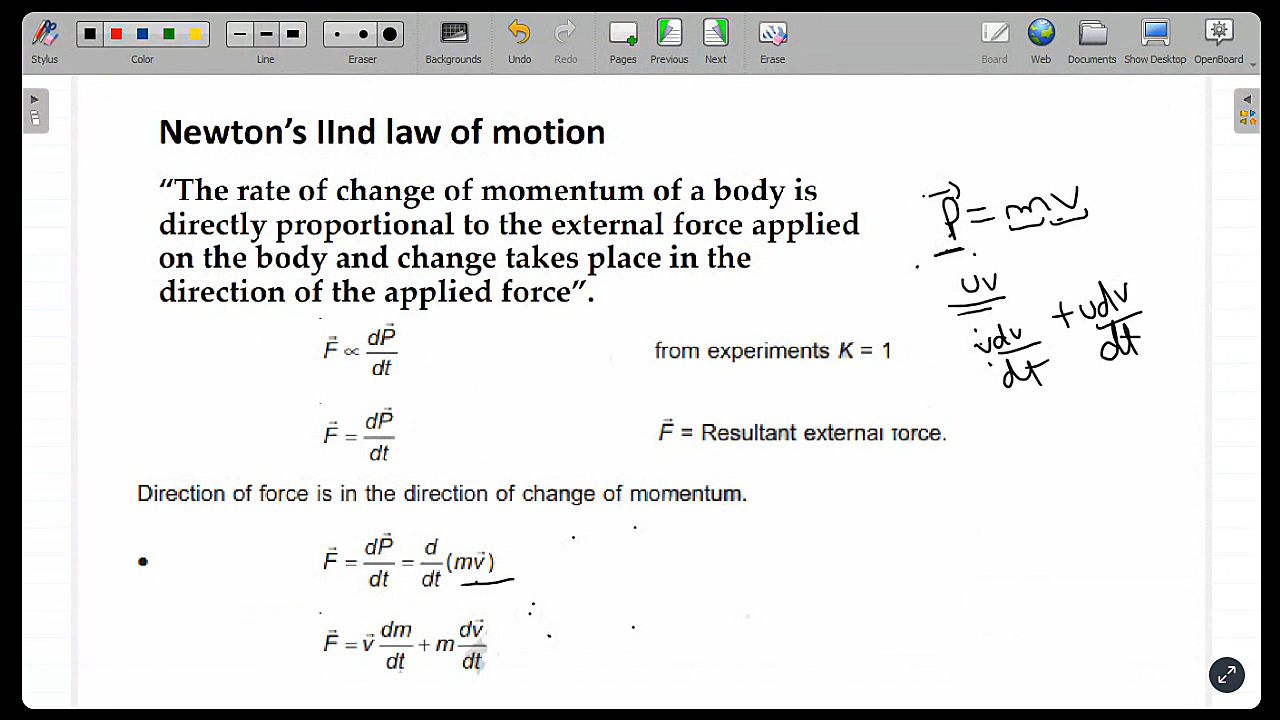 Stylus Color Line Eraser Backgrounds Undo Redo Pages Previous Next Erase Board Web Documents Show Desktop OpenBoard
Newton’s IInd law of motion
“The rate of change of momentum of a body is
directly proportional to the external force applied
on the body and change takes place in the
direction of the applied force”.
P⃗ = mv
uv
vdv/dt + udv/dt
F⃗ ∝ dP⃗/dt from experiments K = 1
F⃗ = dP⃗/dt F⃗ = Resultant external force.
Direction of force is in the direction of change of momentum.
• F⃗ = dP⃗/dt = d/dt (mv⃗)
F⃗ = v⃗ dm/dt + m dv⃗/dt